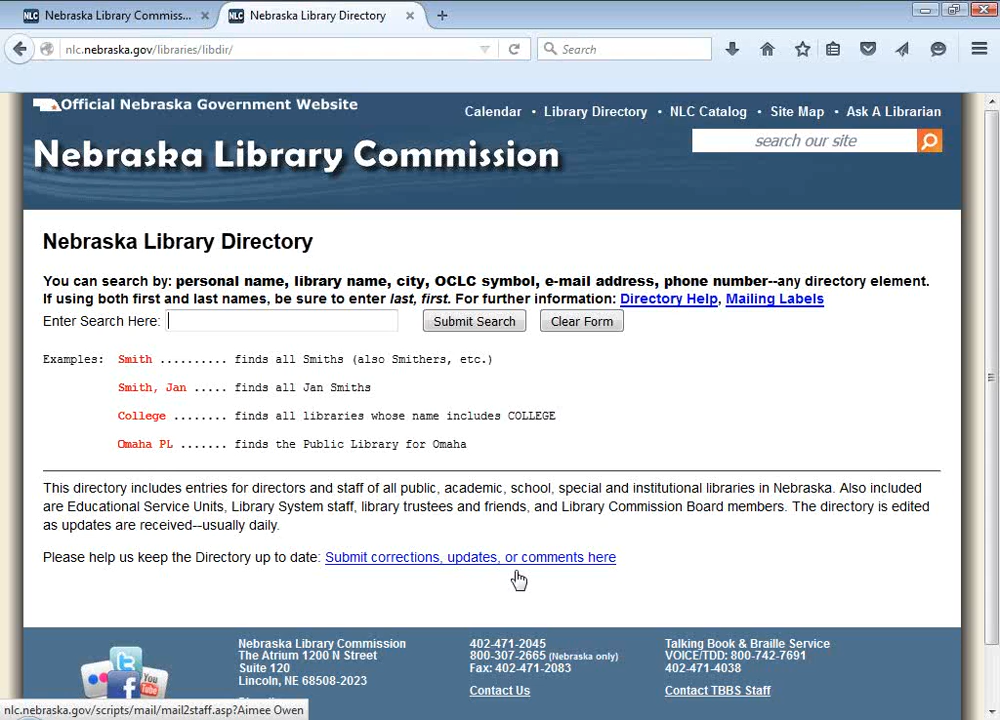 NLC Nebraska Library Commiss... ×
NLC Nebraska Library Directory ×
nlc.nebraska.gov/libraries/libdir/
Search
Official Nebraska Government Website
Calendar • Library Directory • NLC Catalog • Site Map • Ask A Librarian
search our site
Nebraska Library Commission
Nebraska Library Directory
You can search by: personal name, library name, city, OCLC symbol, e-mail address, phone number--any directory element.
If using both first and last names, be sure to enter last, first. For further information: Directory Help, Mailing Labels
Enter Search Here: Submit Search Clear Form
Examples: Smith .......... finds all Smiths (also Smithers, etc.)
Smith, Jan ..... finds all Jan Smiths
College ........ finds all libraries whose name includes COLLEGE
Omaha PL ....... finds the Public Library for Omaha
This directory includes entries for directors and staff of all public, academic, school, special and institutional libraries in Nebraska. Also included
are Educational Service Units, Library System staff, library trustees and friends, and Library Commission Board members. The directory is edited
as updates are received--usually daily.
Please help us keep the Directory up to date: Submit corrections, updates, or comments here
Nebraska Library Commission
The Atrium 1200 N Street
Suite 120
Lincoln, NE 68508-2023
402-471-2045
800-307-2665 (Nebraska only)
Fax: 402-471-2083
Contact Us
Talking Book & Braille Service
VOICE/TDD: 800-742-7691
402-471-4038
Contact TBBS Staff
You
nlc.nebraska.gov/scripts/mail/mail2staff.asp?Aimee Owen